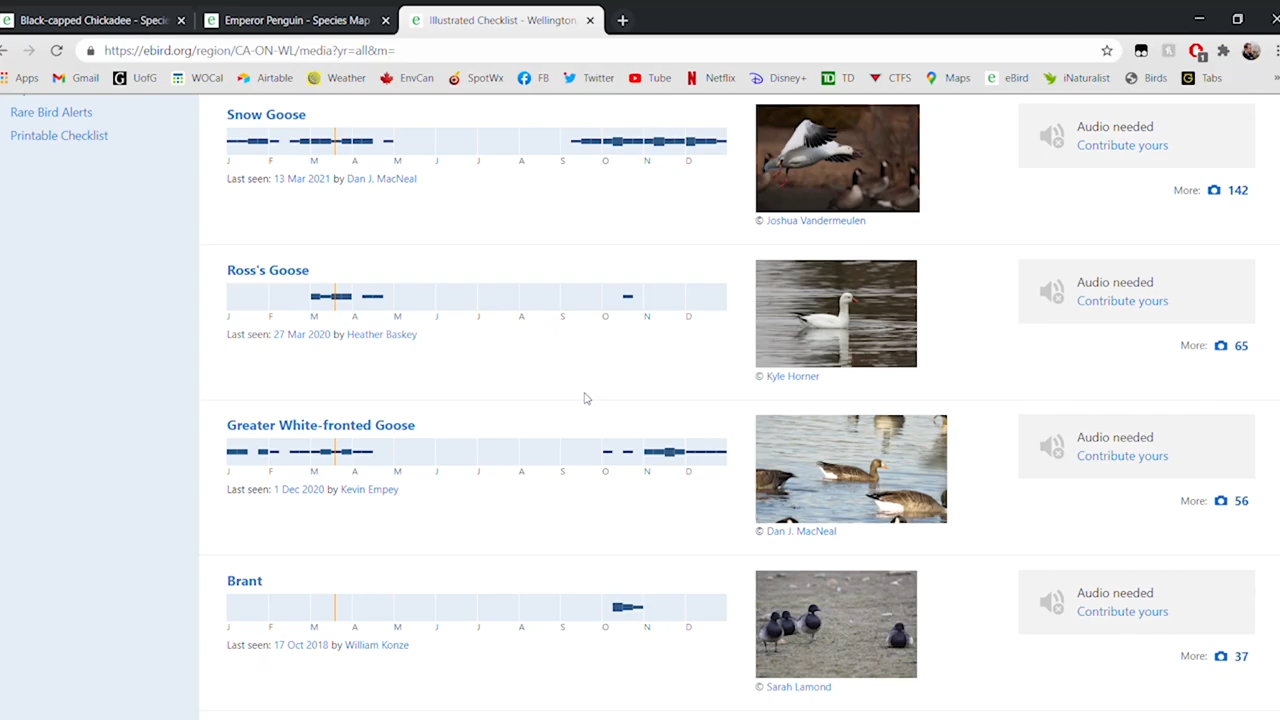 Black-capped Chickadee - Specie
Emperor Penguin - Species Map
Illustrated Checklist - Wellington,
https://ebird.org/region/CA-ON-WL/media?yr=all&m=
Apps Gmail UofG WOCal Airtable Weather EnvCan SpotWx FB Twitter Tube Netflix Disney+ TD CTFS Maps eBird iNaturalist Birds Tabs »
Rare Bird Alerts
Printable Checklist
Snow Goose
J F M A M J J A S O N D
Last seen: 13 Mar 2021 by Dan J. MacNeal
© Joshua Vandermeulen
Audio needed
Contribute yours
More: 142
Ross's Goose
J F M A M J J A S O N D
Last seen: 27 Mar 2020 by Heather Baskey
© Kyle Horner
Audio needed
Contribute yours
More: 65
Greater White-fronted Goose
J F M A M J J A S O N D
Last seen: 1 Dec 2020 by Kevin Empey
© Dan J. MacNeal
Audio needed
Contribute yours
More: 56
Brant
J F M A M J J A S O N D
Last seen: 17 Oct 2018 by William Konze
© Sarah Lamond
Audio needed
Contribute yours
More: 37